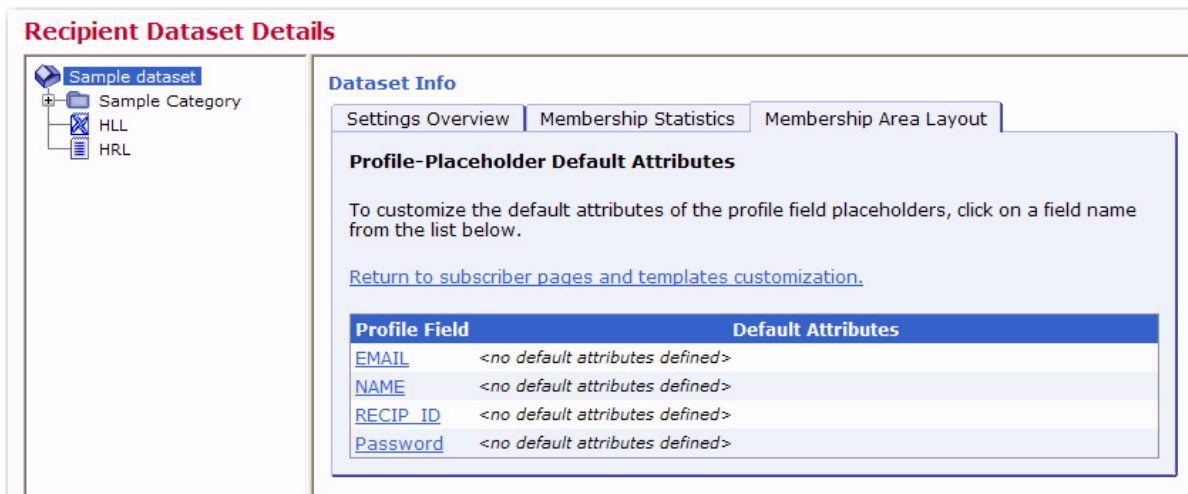 Recipient Dataset Details
Sample dataset
Sample Category
HLL
HRL
Dataset Info
Settings Overview
Membership Statistics
Membership Area Layout
Profile-Placeholder Default Attributes
To customize the default attributes of the profile field placeholders, click on a field name
from the list below.
Return to subscriber pages and templates customization.
Profile Field Default Attributes
EMAIL <no default attributes defined>
NAME <no default attributes defined>
RECIP_ID <no default attributes defined>
Password <no default attributes defined>